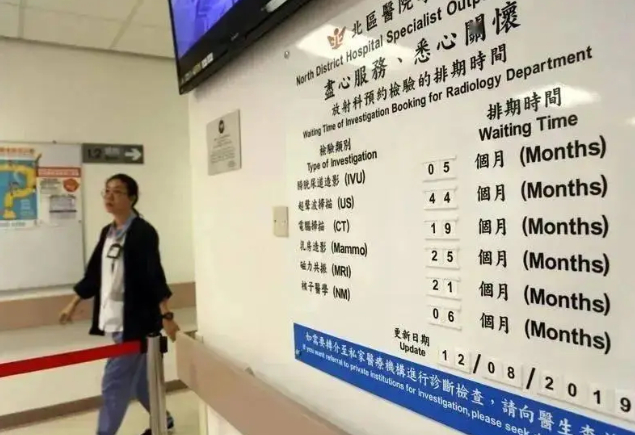 北區醫院
North District Hospital Specialist Outp
盡心服務、悉心關懷
放射科預約檢驗的排期時間
Waiting Time of Investigation Booking for Radiology Department
檢驗類別
Type of Investigation
排期時間
Waiting Time
膀胱尿道造影 (IVU) 05 個月 (Months)
超聲波掃描 (US) 44 個月 (Months)
電腦掃描 (CT) 19 個月 (Months)
乳房造影 (Mammo) 25 個月 (Months)
磁力共振 (MRI) 21 個月 (Months)
核子醫學 (NM) 06 個月 (Months)
更新日期
Update
12/08/2019
如需要轉介至私家醫療機構進行診斷檢查，請向醫生查
If you want referral to private institutions for investigation, please seek